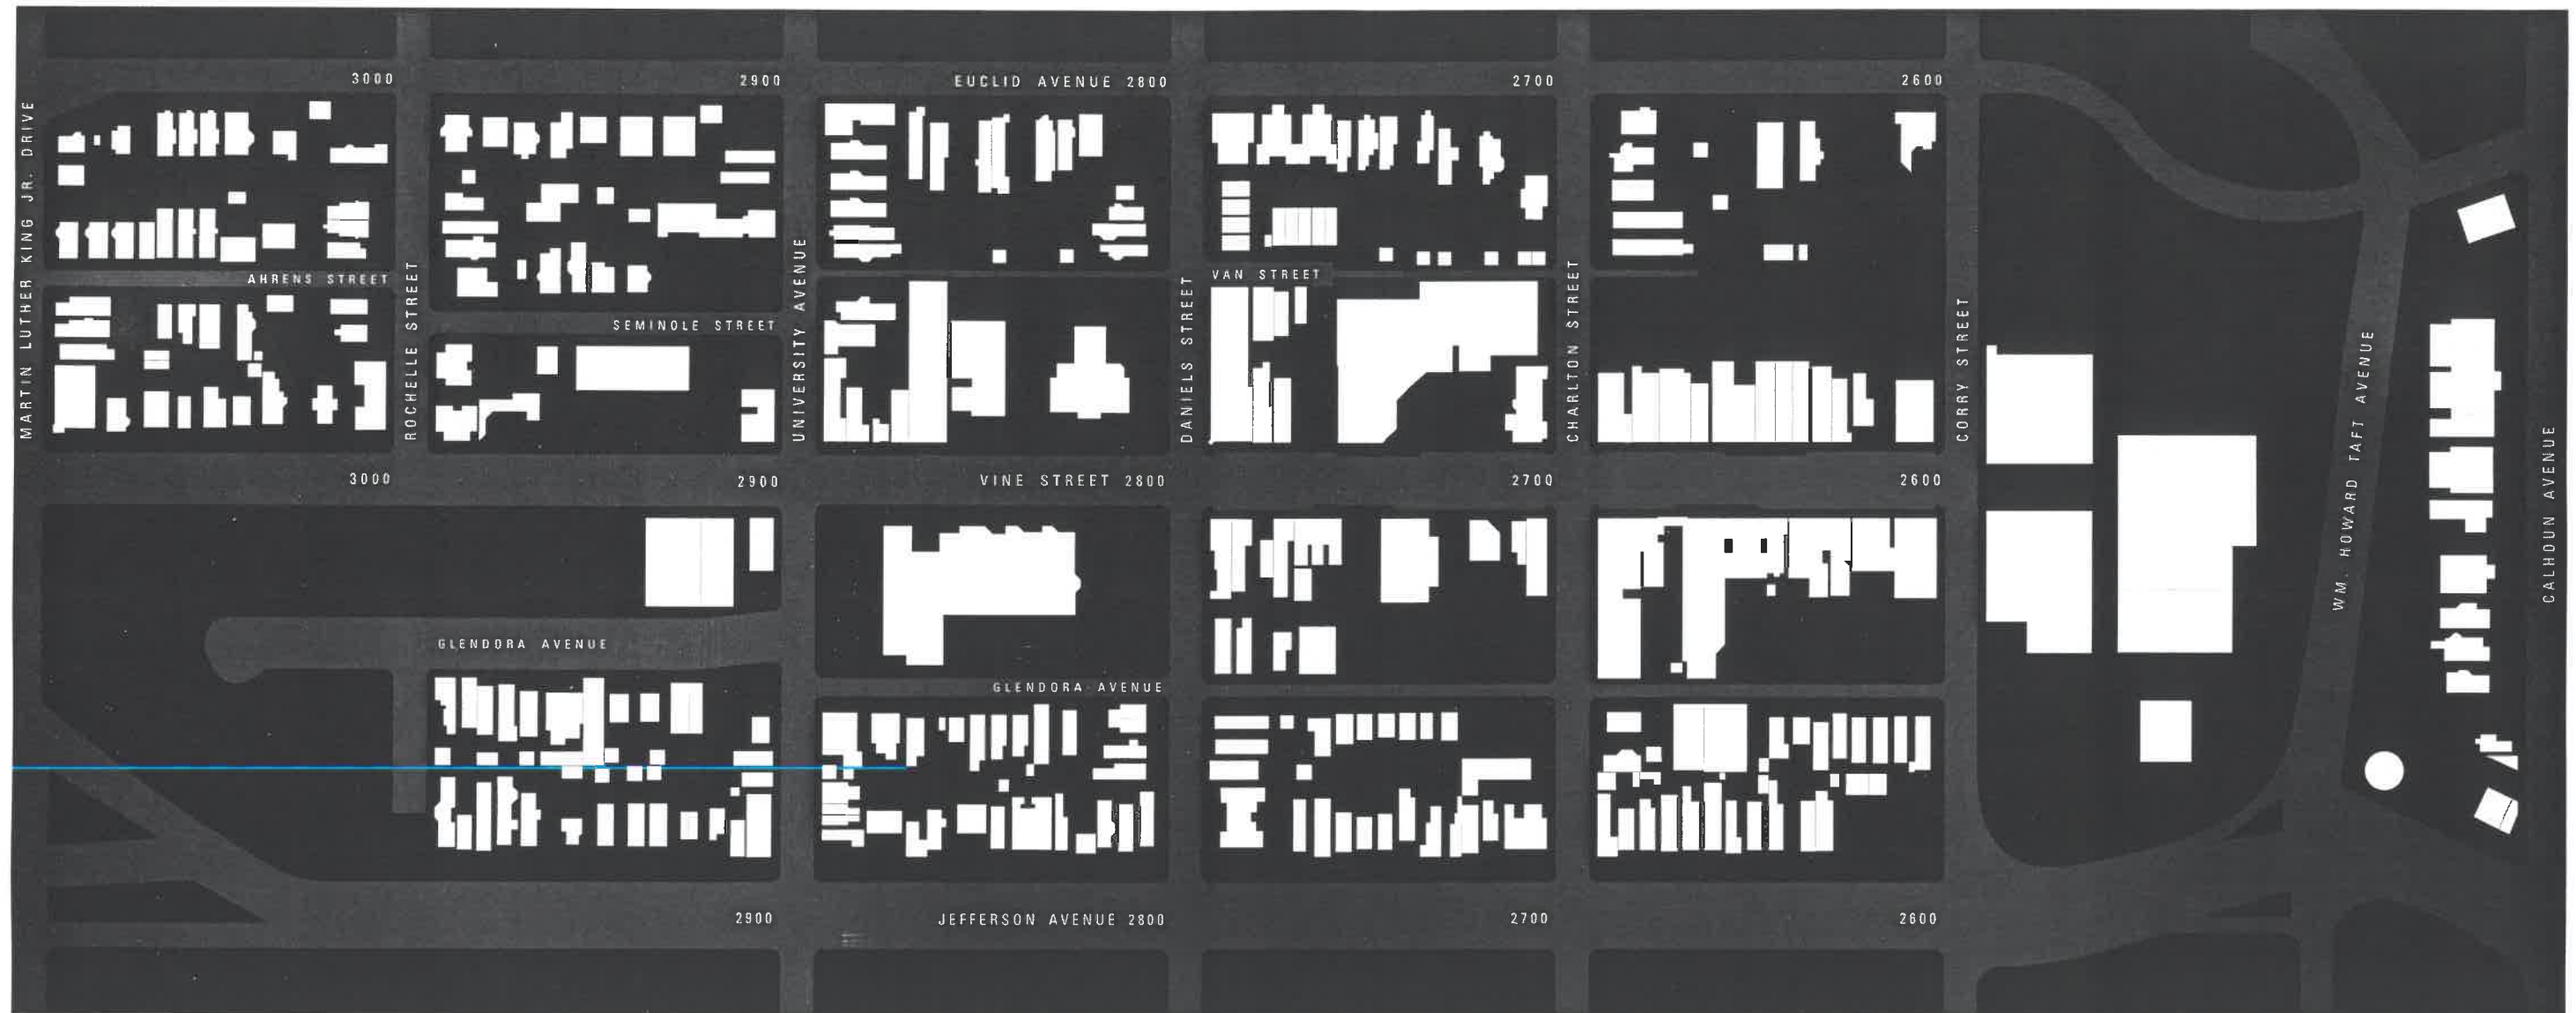 3000
2900
EUCLID AVENUE 2800
2700
2600
MARTIN LUTHER KING JR. DRIVE
AHRENS STREET
ROCHELLE STREET
SEMINOLE STREET
UNIVERSITY AVENUE
DANIELS STREET
VAN STREET
CHARLTON STREET
CORRY STREET
WM. HOWARD TAFT AVENUE
CALHOUN AVENUE
3000
2900
VINE STREET 2800
2700
2600
GLENDORA AVENUE
GLENDORA AVENUE
2900
JEFFERSON AVENUE 2800
2700
2600